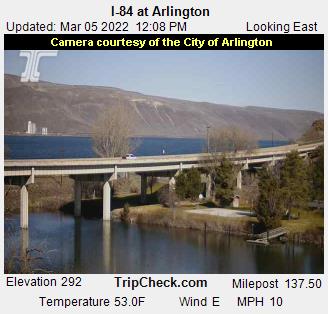 I-84 at Arlington
Updated: Mar 05 2022 12:08 PM Looking East
Camera courtesy of the City of Arlington
Elevation 292 TripCheck.com Milepost 137.50
Temperature 53.0F Wind E MPH 10